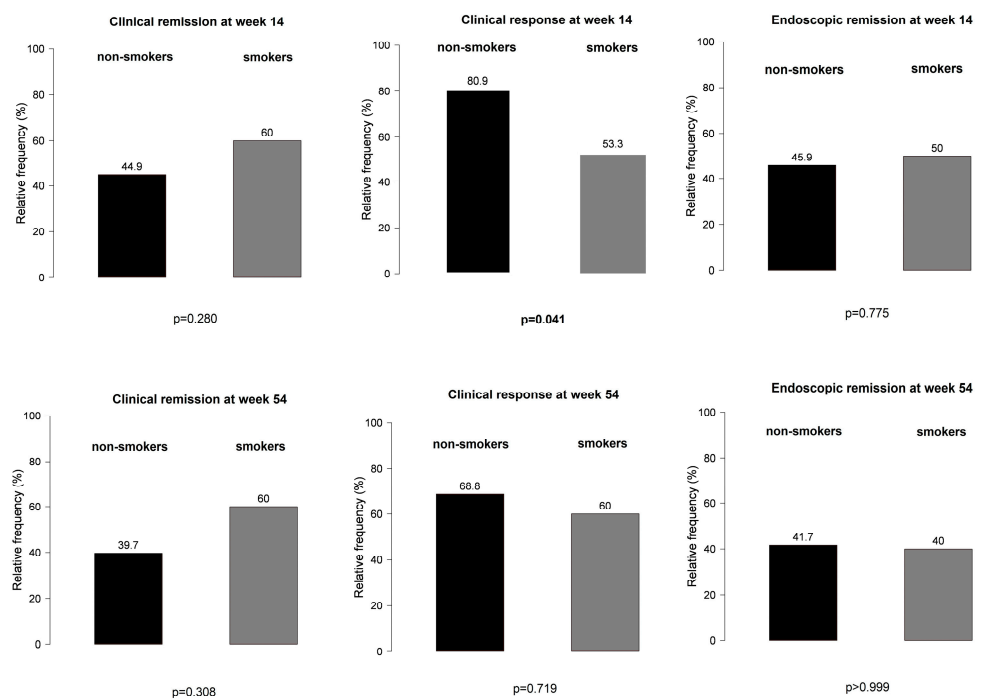 Clinical remission at week 14
non-smokers smokers
Relative frequency (%)
100
80
60
40
20
0
44.9
60
p=0.280
Clinical response at week 14
non-smokers smokers
Relative frequency (%)
100
80
60
40
20
0
80.9
53.3
p=0.041
Endoscopic remission at week 14
non-smokers smokers
Relative frequency (%)
100
80
60
40
20
0
45.9
50
p=0.775
Clinical remission at week 54
non-smokers smokers
Relative frequency (%)
100
80
60
40
20
0
39.7
60
p=0.308
Clinical response at week 54
non-smokers smokers
Relative frequency (%)
100
80
60
40
20
0
68.8
60
p=0.719
Endoscopic remission at week 54
non-smokers smokers
Relative frequency (%)
100
80
60
40
20
0
41.7
40
p>0.999